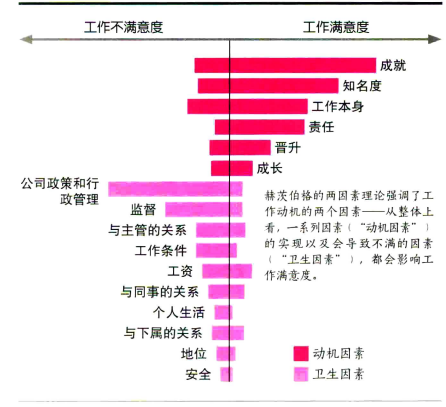 工作不满意度
工作满意度
成就
知名度
工作本身
责任
晋升
成长
公司政策和行
政管理
监督
与主管的关系
工作条件
工资
与同事的关系
个人生活
与下属的关系
地位
安全
赫茨伯格的两因素理论强调了工
作动机的两个因素——从整体上
看,一系列因素(“动机因素”)
的实现以及会导致不满的因素
(“卫生因素”),都会影响工
作满意度。
动机因素
卫生因素